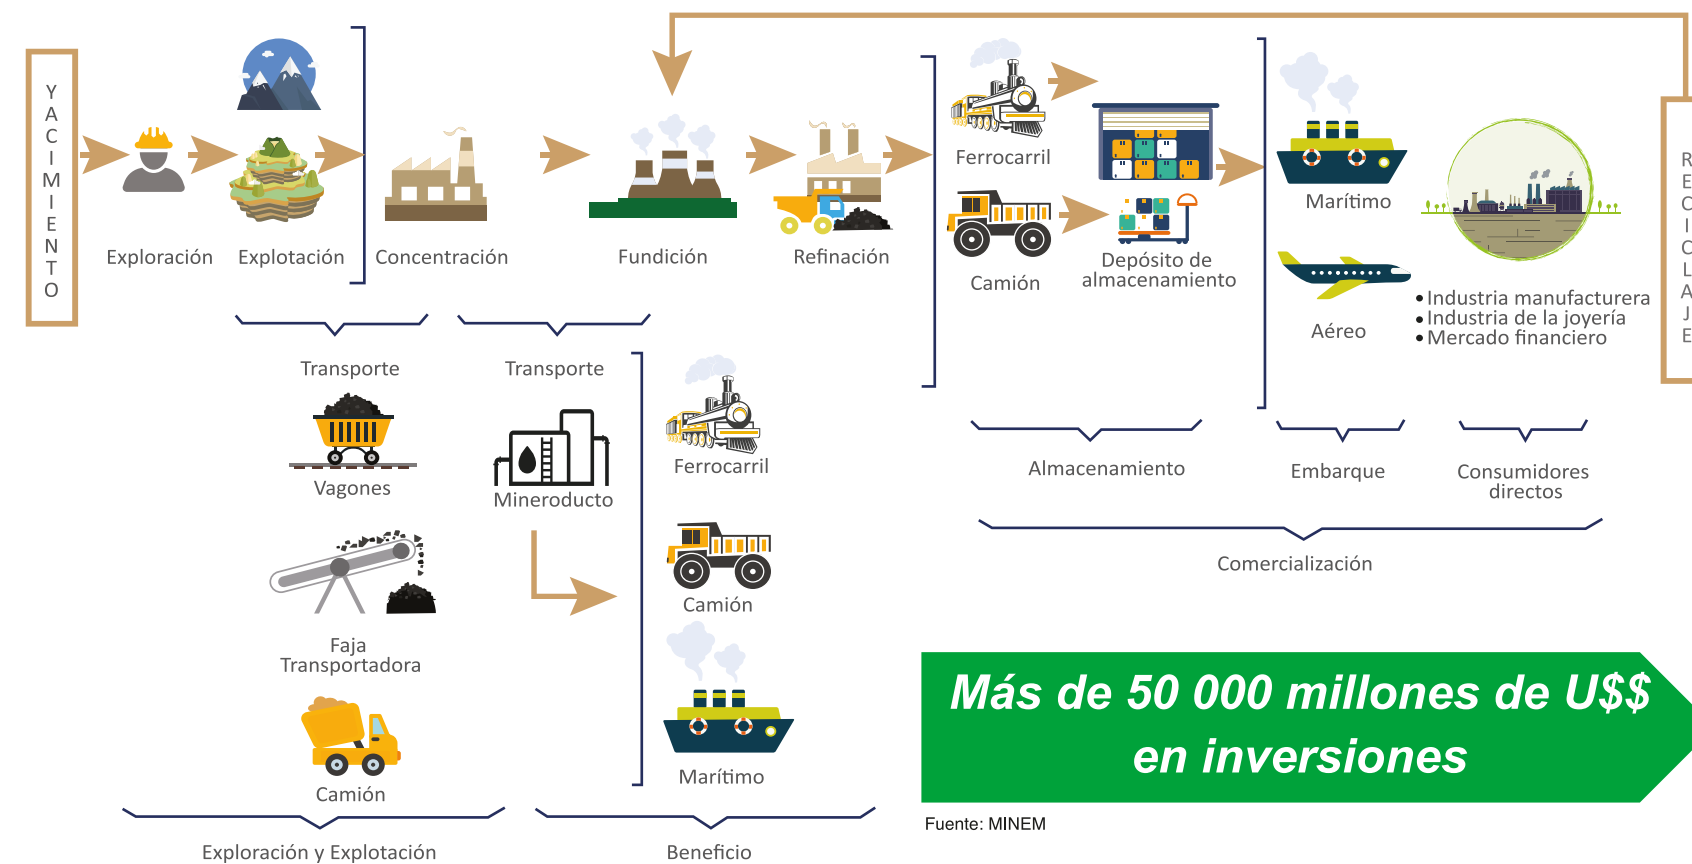 YACIMIENTO
Exploración
Explotación
Concentración
Fundición
Refinación
Ferrocarril
Camión
Depósito de
almacenamiento
Marítimo
Aéreo
• Industria manufacturera
• Industria de la joyería
• Mercado financiero
RECICLAJE
Transporte
Vagones
Faja
Transportadora
Camión
Transporte
Mineroducto
Ferrocarril
Camión
Marítimo
Almacenamiento
Embarque
Consumidores
directos
Comercialización
Exploración y Explotación
Beneficio
Más de 50 000 millones de U$$
en inversiones
Fuente: MINEM